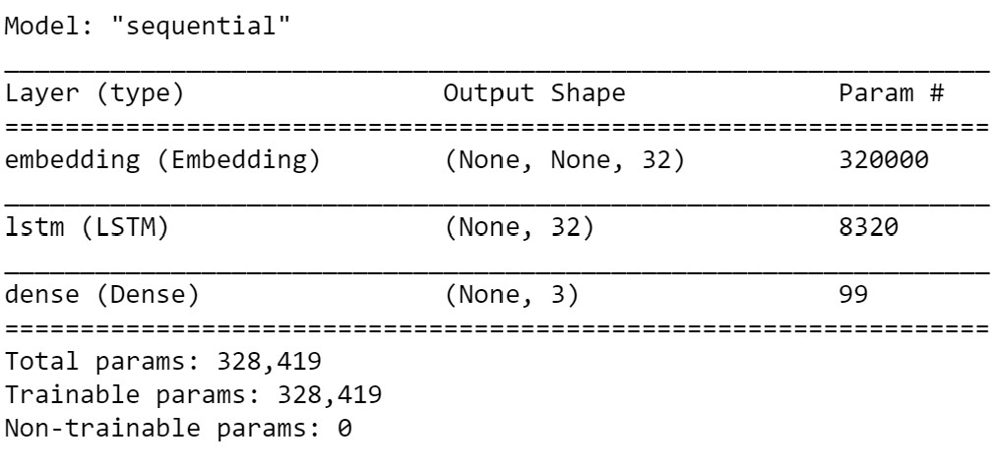 Model: "sequential"
_________________________________________________________________
Layer (type)                 Output Shape              Param #
=================================================================
embedding (Embedding)        (None, None, 32)          320000
_________________________________________________________________
lstm (LSTM)                  (None, 32)                8320
_________________________________________________________________
dense (Dense)                (None, 3)                 99
=================================================================
Total params: 328,419
Trainable params: 328,419
Non-trainable params: 0